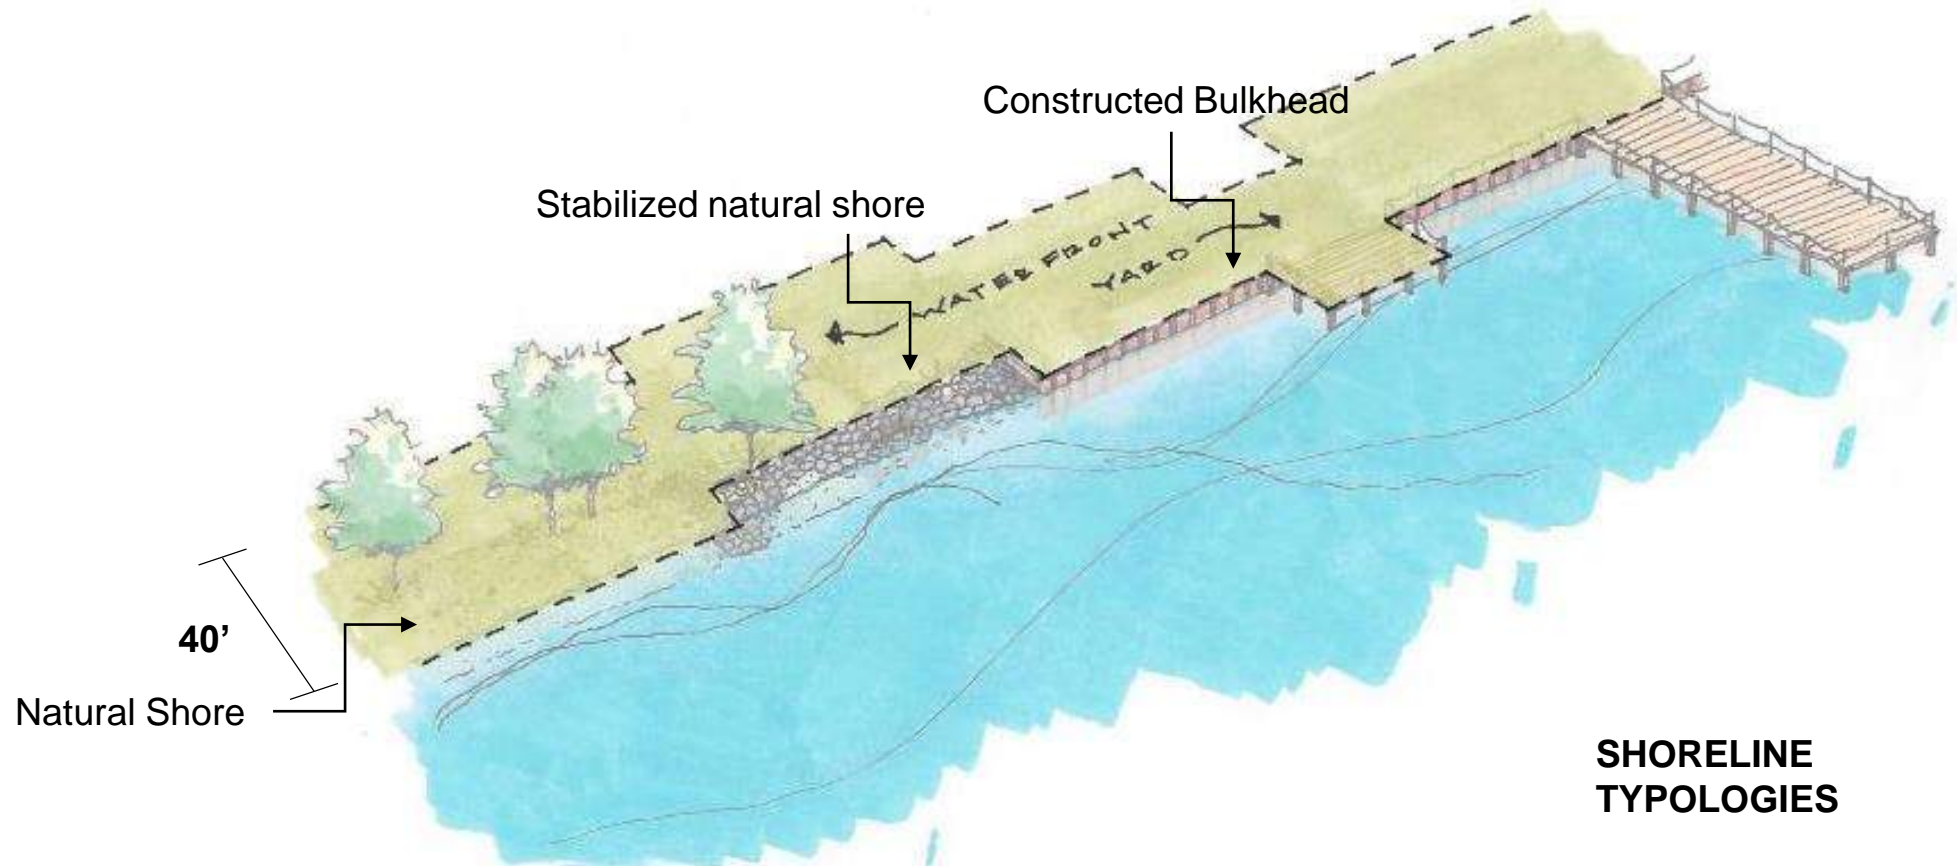 Constructed Bulkhead
Stabilized natural shore
WATER FRONT
YARD
40’
Natural Shore
SHORELINE
TYPOLOGIES